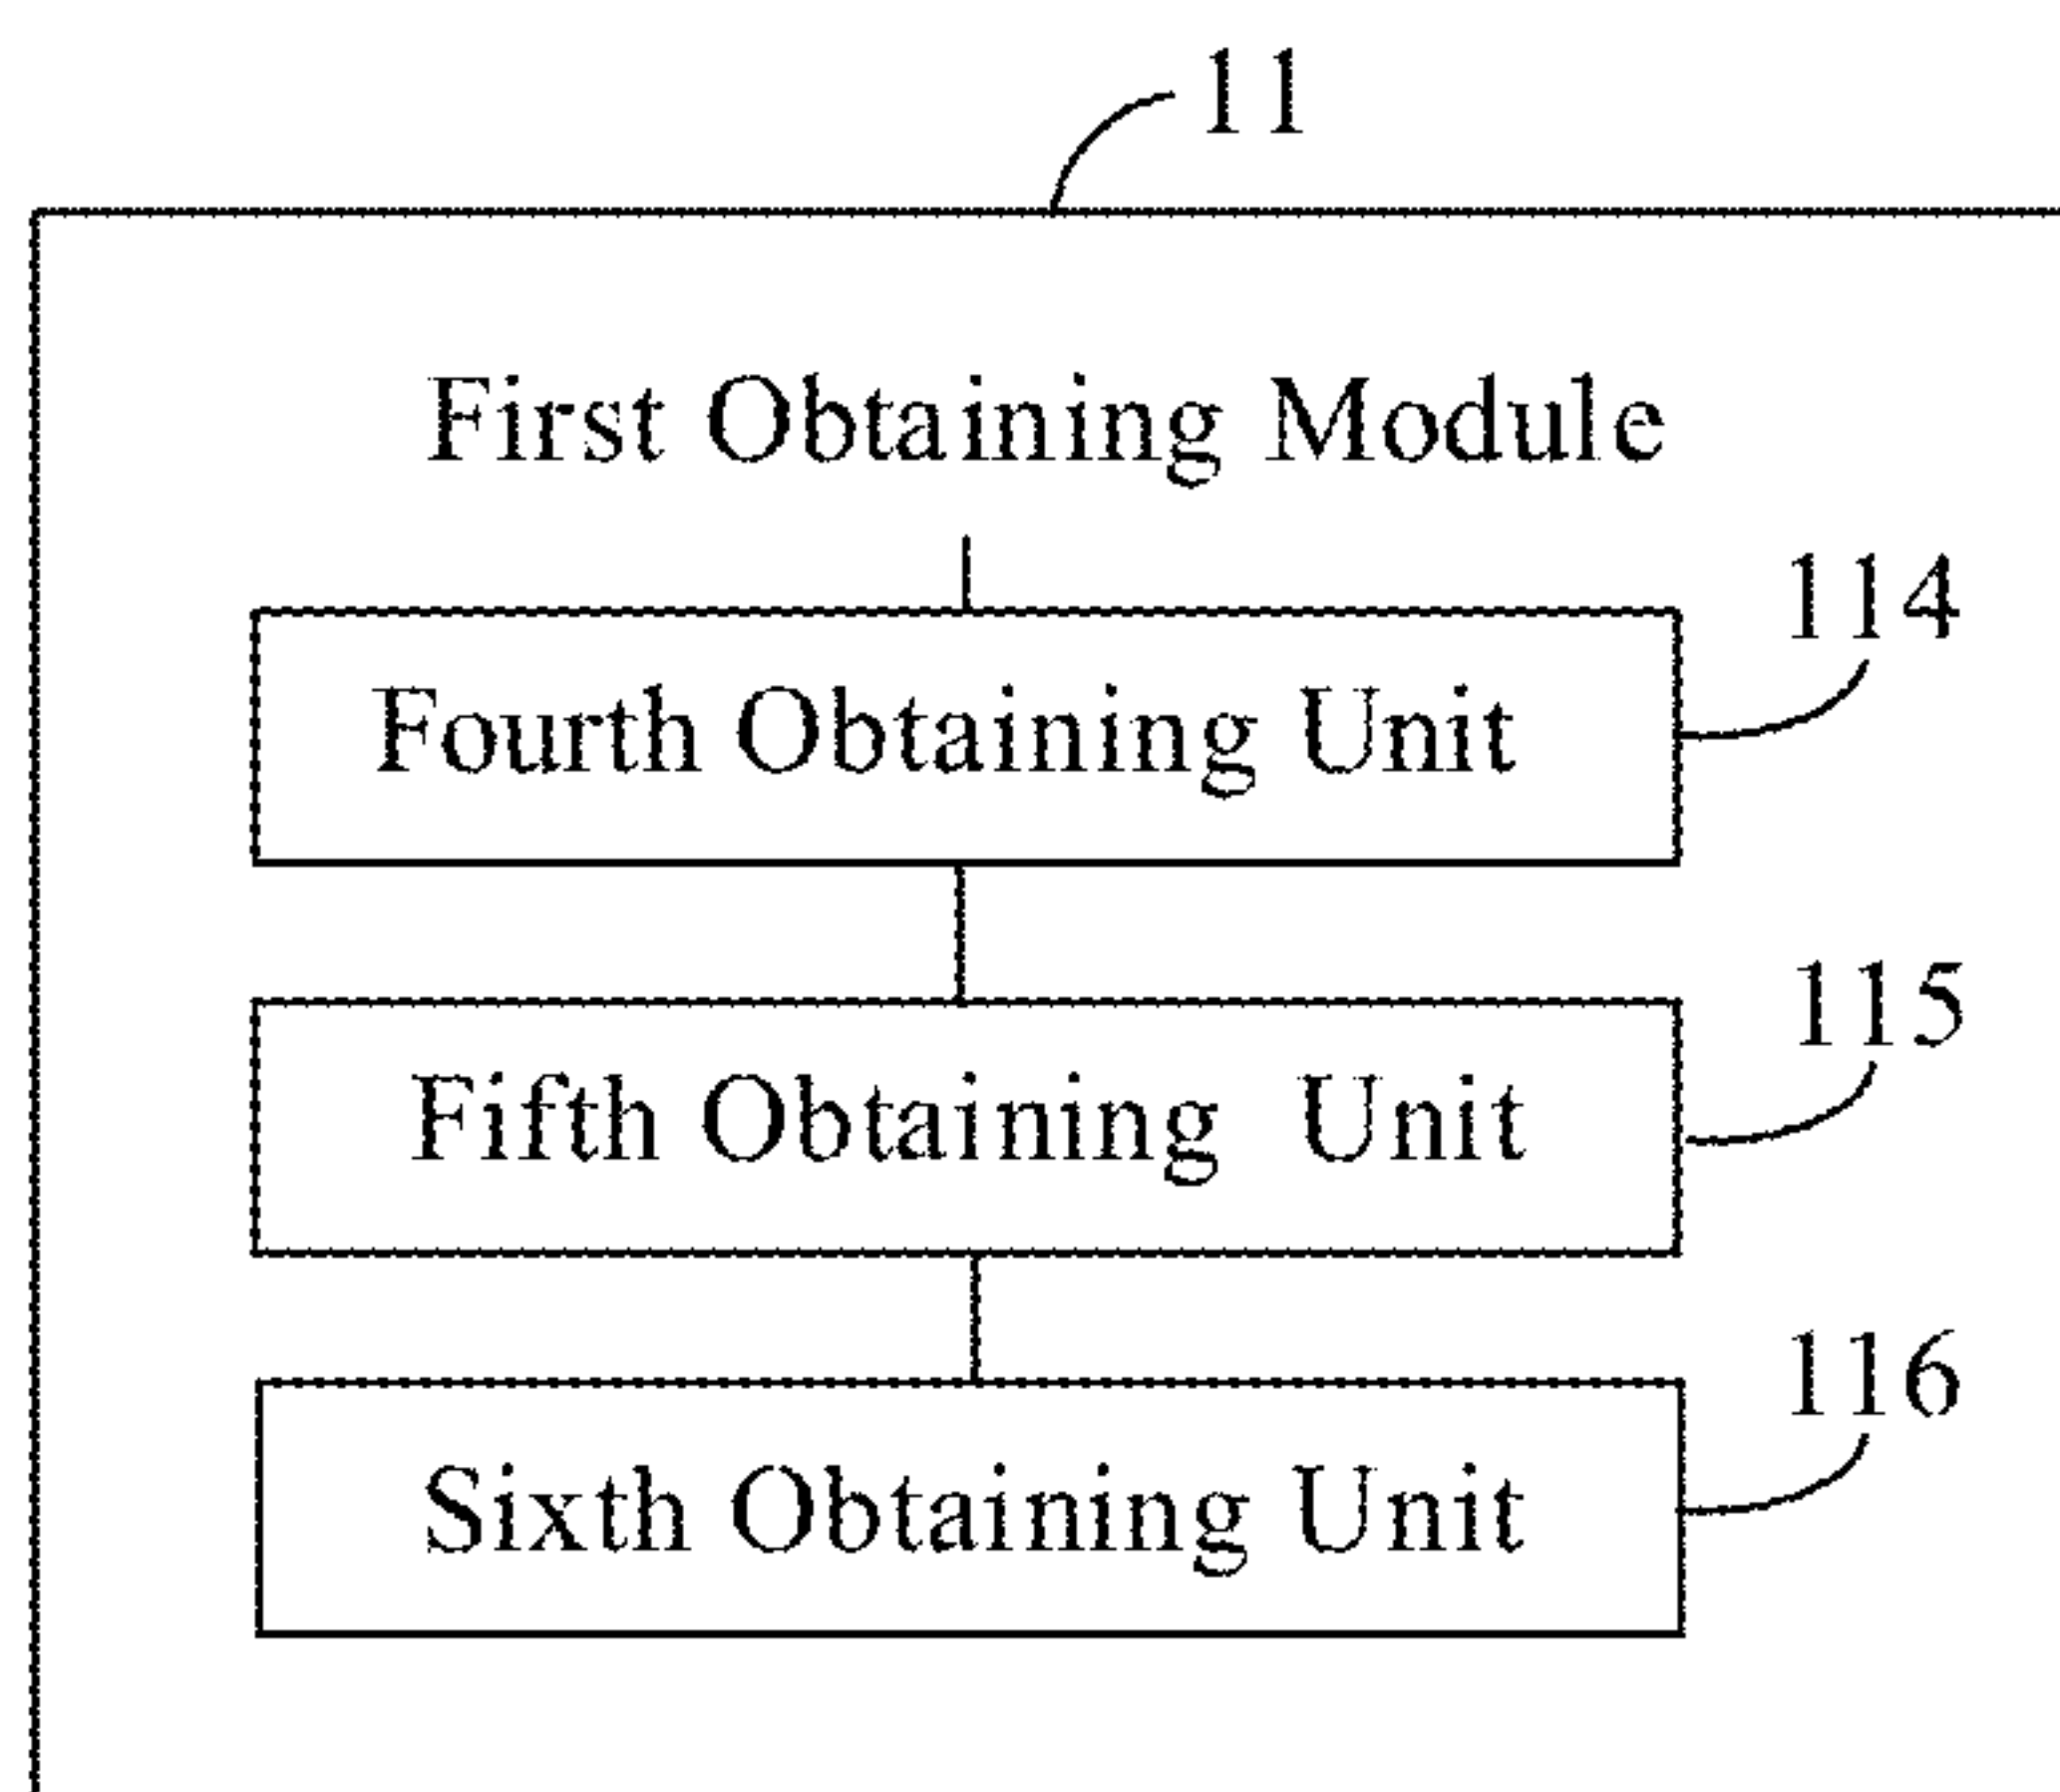 11
First Obtaining Module
114
Fourth Obtaining Unit
115
Fifth Obtaining Unit
116
Sixth Obtaining Unit